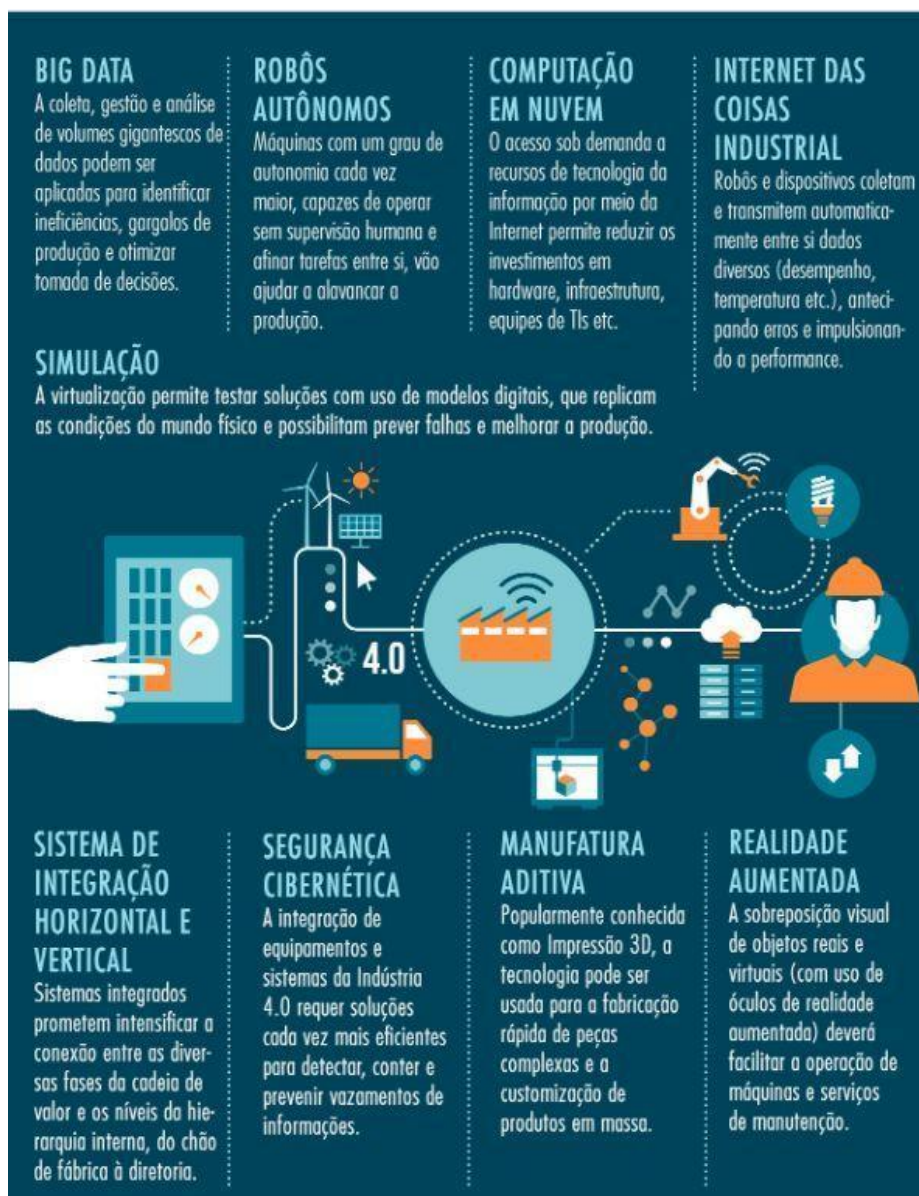 BIG DATA
A coleta, gestão e análise
de volumes gigantescos de
dados podem ser
aplicadas para identificar
ineficiências, gargalos de
produção e otimizar
tomada de decisões.
ROBÔS
AUTÔNOMOS
Máquinas com um grau de
autonomia cada vez
maior, capazes de operar
sem supervisão humana e
afinar tarefas entre si, vão
ajudar a alavancar a
produção.
COMPUTAÇÃO
EM NUVEM
O acesso sob demanda a
recursos de tecnologia da
informação por meio da
Internet permite reduzir os
investimentos em
hardware, infraestrutura,
equipes de TIs etc.
INTERNET DAS
COISAS
INDUSTRIAL
Robôs e dispositivos coletam
e transmitem automatica-
mente entre si dados
diversos (desempenho,
temperatura etc.), anteci-
pando erros e impulsionan-
do a performance.
SIMULAÇÃO
A virtualização permite testar soluções com uso de modelos digitais, que replicam
as condições do mundo físico e possibilitam prever falhas e melhorar a produção.
4.0
SISTEMA DE
INTEGRAÇÃO
HORIZONTAL E
VERTICAL
Sistemas integrados
prometem intensificar a
conexão entre as diver-
sas fases da cadeia de
valor e os níveis da hie-
rarquia interna, do chão
de fábrica à diretoria.
SEGURANÇA
CIBERNÉTICA
A integração de
equipamentos e
sistemas da Indústria
4.0 requer soluções
cada vez mais eficientes
para detectar, conter e
prevenir vazamentos de
informações.
MANUFATURA
ADITIVA
Popularmente conhecida
como Impressão 3D, a
tecnologia pode ser
usada para a fabricação
rápida de peças
complexas e a
customização de
produtos em massa.
REALIDADE
AUMENTADA
A sobreposição visual
de objetos reais e
virtuais (com uso de
óculos de realidade
aumentada) deverá
facilitar a operação de
máquinas e serviços
de manutenção.